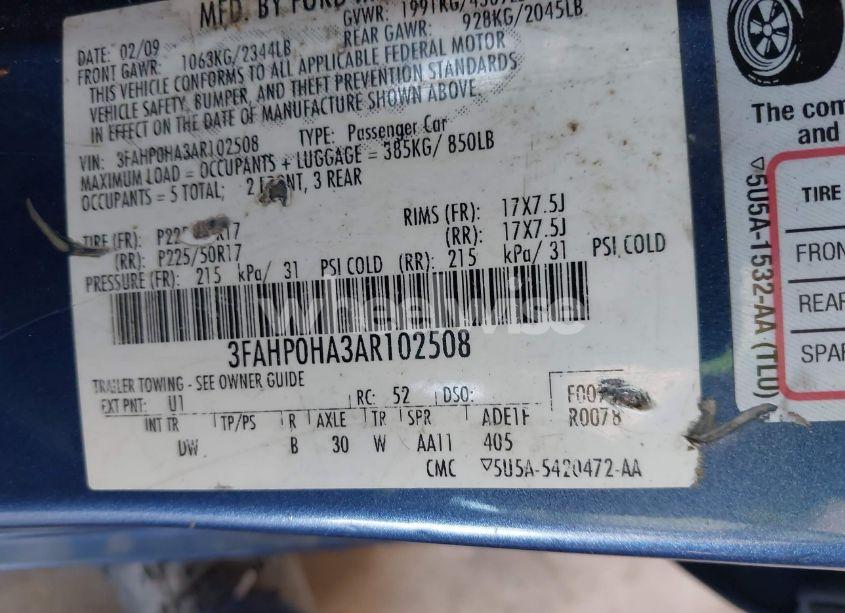 MFD. BY FORD
GVWR: 1991KG/
DATE: 02/09
REAR GAWR: 928KG/2045LB
FRONT GAWR: 1063KG/2344LB
THIS VEHICLE CONFORMS TO ALL APPLICABLE FEDERAL MOTOR
VEHICLE SAFETY, BUMPER, AND THEFT PREVENTION STANDARDS
IN EFFECT ON THE DATE OF MANUFACTURE SHOWN ABOVE.
VIN: 3FAHP0HA3AR102508 TYPE: Passenger Car
MAXIMUM LOAD = OCCUPANTS + LUGGAGE = 385KG/ 850LB
OCCUPANTS = 5 TOTAL; 2 FRONT, 3 REAR
TIRE (FR): RIMS (FR): 17X7.5J
(RR): P225/50R17 (RR): 17X7.5J
PRESSURE (FR): 215 kPa/ 31 PSI COLD (RR): 215 kPa/ 31 PSI COLD
wheelwise
3FAHP0HA3AR102508
TRAILER TOWING - SEE OWNER GUIDE
EXT PNT: U1 RC: 52 DSO:
INT TR TP/PS R AXLE TR SPR R0078
DW B 30 W AA11 405
CMC ▽5U5A-5420472-AA
The com
and
▽5U5A-1532-AA (TLU)
TIRE
FRON
REAR
SPAR